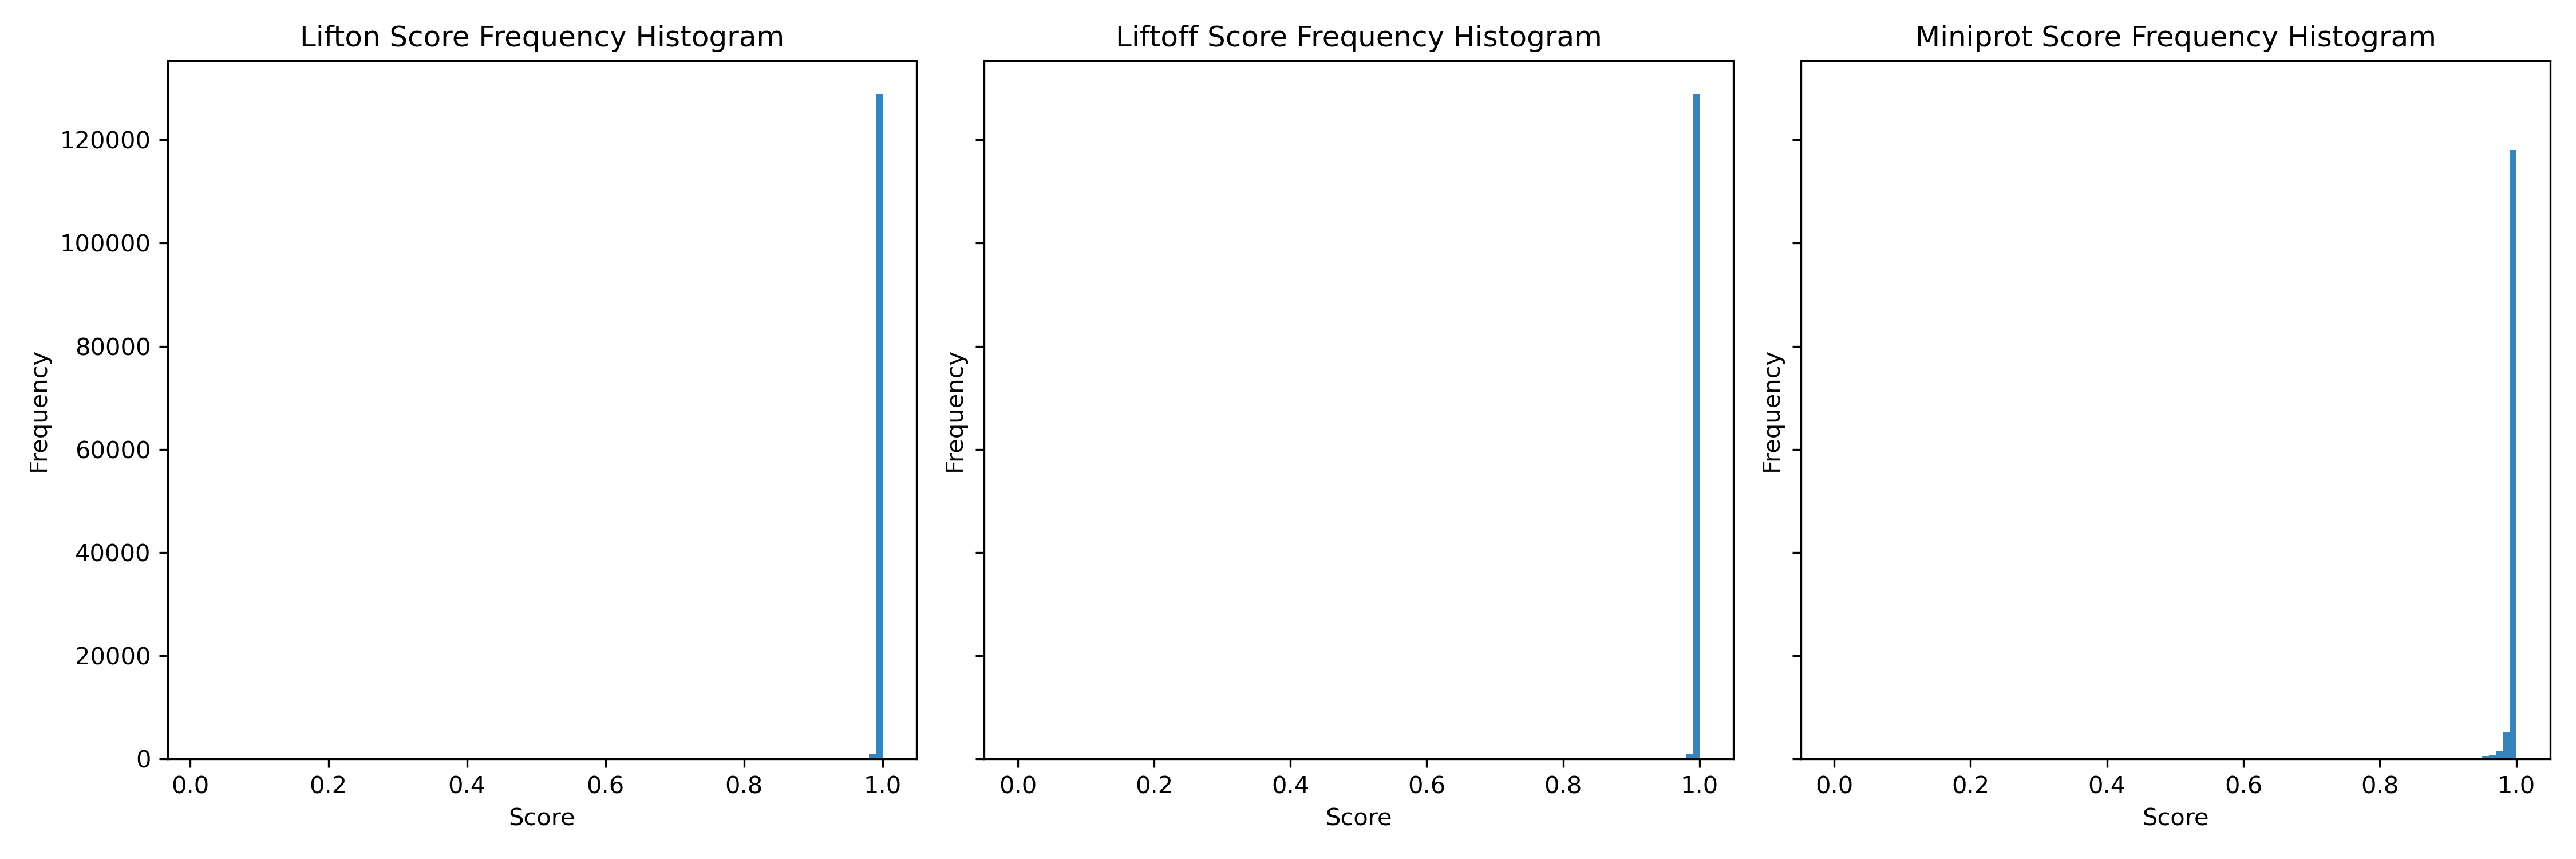 Lifton Score Frequency Histogram
Frequency
120000
100000
80000
60000
40000
20000
0
0.0 0.2 0.4 0.6 0.8 1.0
Score
Liftoff Score Frequency Histogram
Frequency
0.0 0.2 0.4 0.6 0.8 1.0
Score
Miniprot Score Frequency Histogram
Frequency
0.0 0.2 0.4 0.6 0.8 1.0
Score